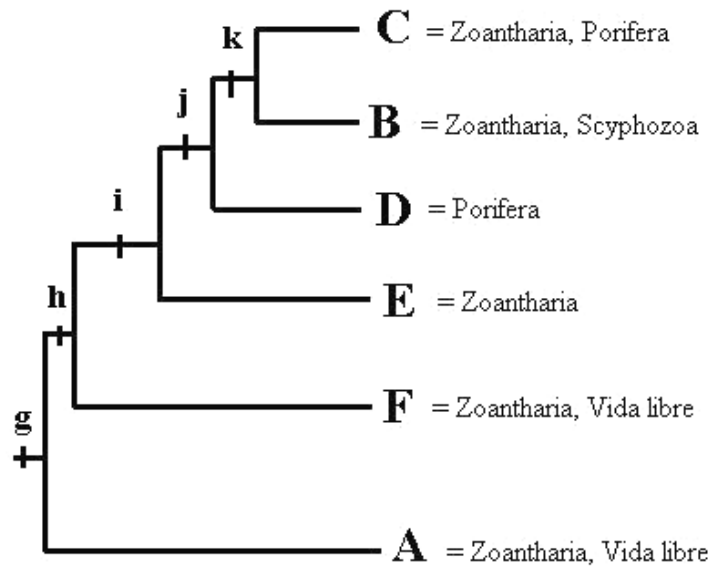 C = Zoantharia, Porifera
k
B = Zoantharia, Scyphozoa
j
D = Porifera
i
E = Zoantharia
h
F = Zoantharia, Vida libre
g
A = Zoantharia, Vida libre